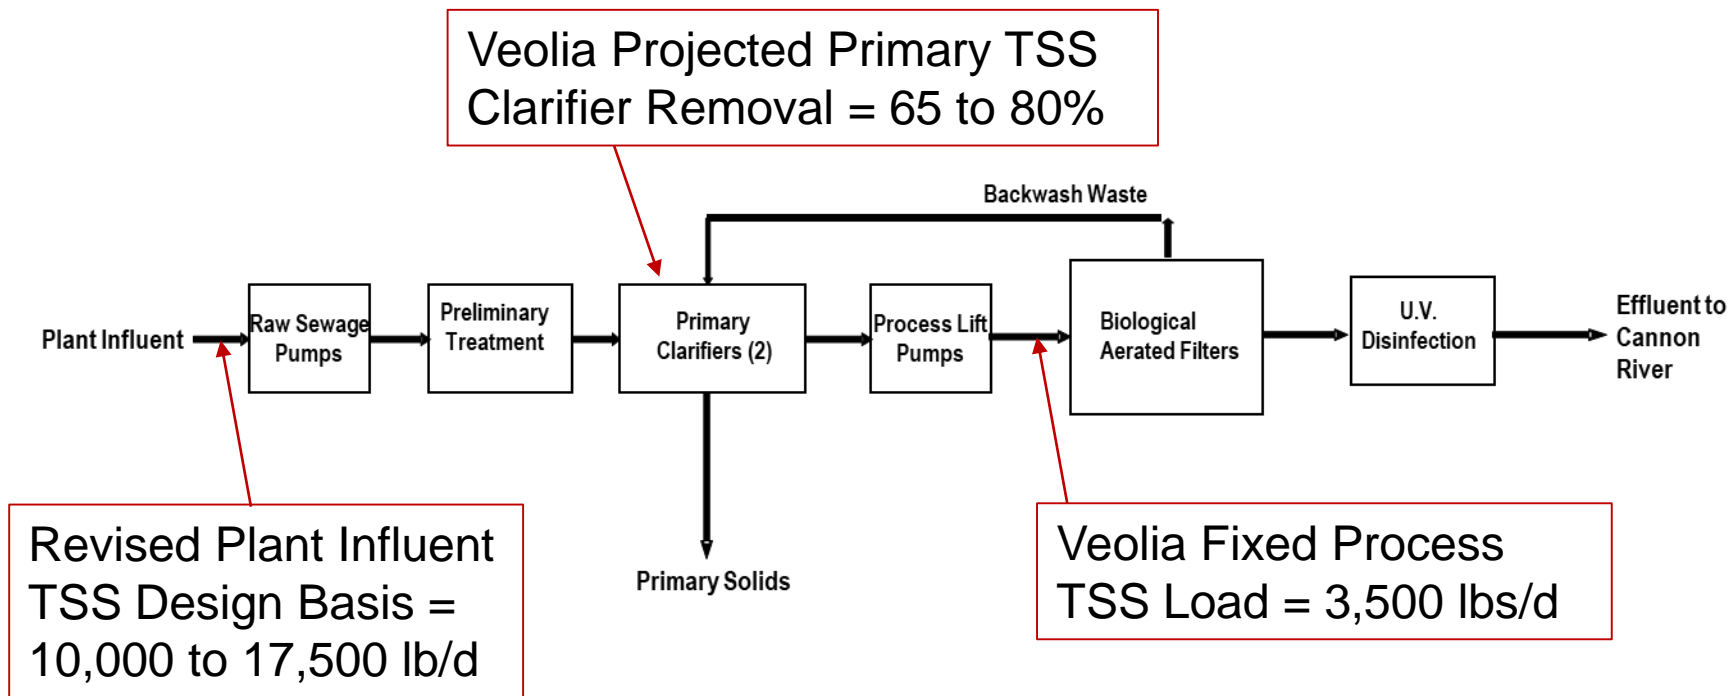 Veolia Projected Primary TSS
Clarifier Removal = 65 to 80%
Backwash Waste
Plant Influent
Raw Sewage
Pumps
Preliminary
Treatment
Primary
Clarifiers (2)
Process Lift
Pumps
Biological
Aerated Filters
U.V.
Disinfection
Effluent to
Cannon
River
Primary Solids
Revised Plant Influent
TSS Design Basis =
10,000 to 17,500 lb/d
Veolia Fixed Process
TSS Load = 3,500 lbs/d